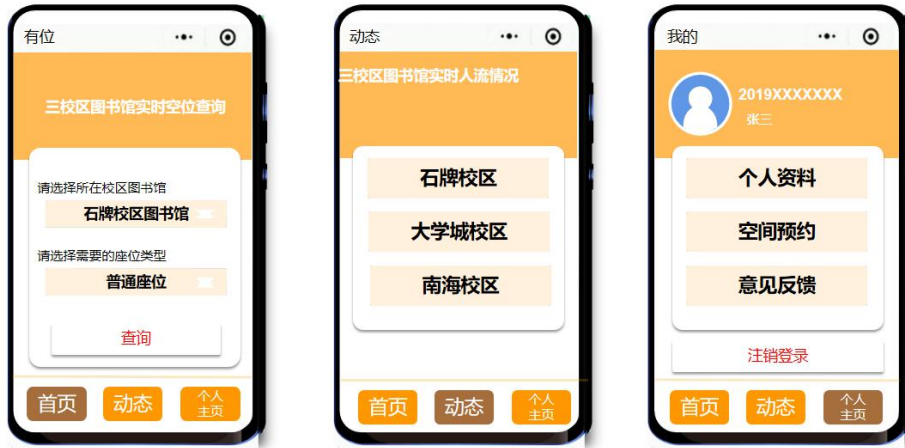 有位
三校区图书馆实时空位查询
请选择所在校区图书馆
石牌校区图书馆
请选择需要的座位类型
普通座位
查询
首页
动态
个人
主页
动态
三校区图书馆实时人流情况
石牌校区
大学城校区
南海校区
首页
动态
个人
主页
我的
2019XXXXXXX
张三
个人资料
空间预约
意见反馈
注销登录
首页
动态
个人
主页